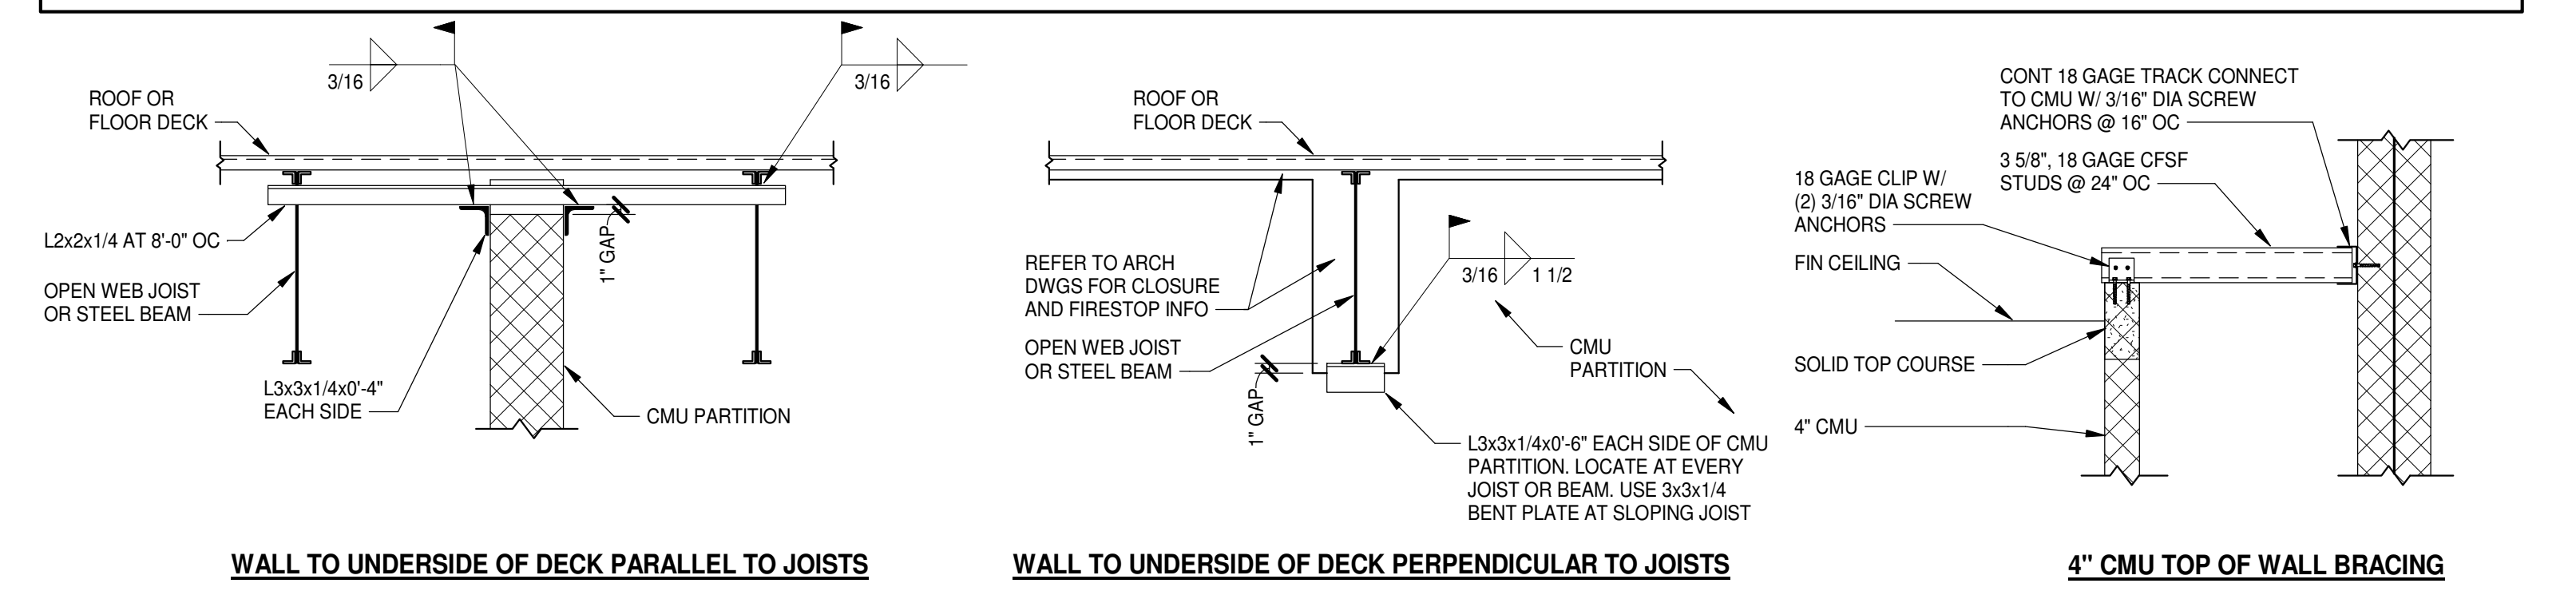 3/16
3/16
ROOF OR
FLOOR DECK
L2x2x1/4 AT 8'-0" OC
OPEN WEB JOIST
OR STEEL BEAM
1" GAP
L3x3x1/4x0'-4"
EACH SIDE
CMU PARTITION
WALL TO UNDERSIDE OF DECK PARALLEL TO JOISTS
ROOF OR
FLOOR DECK
REFER TO ARCH
DWGS FOR CLOSURE
AND FIRESTOP INFO
3/16
1 1/2
OPEN WEB JOIST
OR STEEL BEAM
CMU
PARTITION
1" GAP
L3x3x1/4x0'-6" EACH SIDE OF CMU
PARTITION. LOCATE AT EVERY
JOIST OR BEAM. USE 3x3x1/4
BENT PLATE AT SLOPING JOIST
WALL TO UNDERSIDE OF DECK PERPENDICULAR TO JOISTS
CONT 18 GAGE TRACK CONNECT
TO CMU W/ 3/16" DIA SCREW
ANCHORS @ 16" OC
3 5/8", 18 GAGE CFSF
STUDS @ 24" OC
18 GAGE CLIP W/
(2) 3/16" DIA SCREW
ANCHORS
FIN CEILING
SOLID TOP COURSE
4" CMU
4" CMU TOP OF WALL BRACING